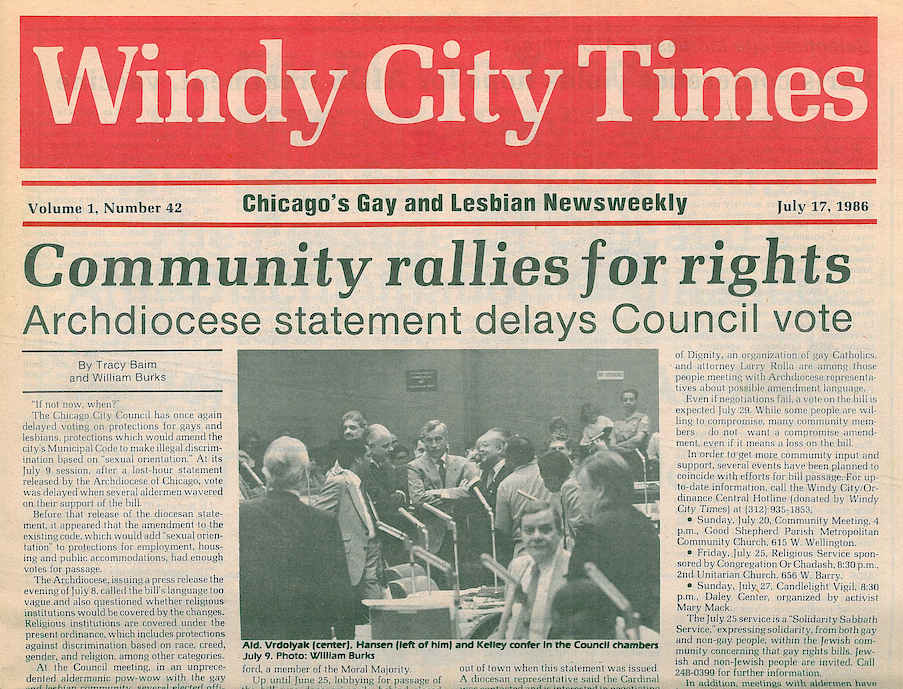 Windy City Times
Volume 1, Number 42
Chicago's Gay and Lesbian Newsweekly
July 17, 1986
Community rallies for rights
Archdiocese statement delays Council vote
By Tracy Baim
and William Burks
"If not now, when?"
The Chicago City Council has once again
delayed voting on protections for gays and
lesbians, protections which would amend the
city's Municipal Code to make illegal discrim-
ination based on "sexual orientation." At its
July 9 session, after a last-hour statement
released by the Archdiocese of Chicago, vote
was delayed when several aldermen wavered
on their support of the bill.
Before that release of the diocesan state-
ment, it appeared that the amendment to the
existing code, which would add "sexual orien-
tation" to protections for employment, hous-
ing and public accommodations, had enough
votes for passage.
The Archdiocese, issuing a press release the
evening of July 8, called the bill's language too
vague and also questioned whether religious
institutions would be covered by the changes.
Religious institutions are covered under the
present ordinance, which includes protections
against discrimination based on race, creed,
gender, and religion, among other categories.
At the Council meeting, in an unprece-
dented aldermanic pow-wow with the gay
and lesbian community, several elected offi-
Ald. Vrdolyak (center), Hansen (left of him) and Kelley confer in the Council chambers
July 9. Photo: William Burks
ford, a member of the Moral Majority.
Up until June 25, lobbying for passage of
out of town when this statement was issued.
A diocesan representative said the Cardinal
was contacted and is interested in negotiating
of Dignity, an organization of gay Catholics,
and attorney Larry Rolla are among those
people meeting with Archdiocese representa-
tives about possible amendment language.
Even if negotiations fail, a vote on the bill is
expected July 29. While some people are wil-
ling to compromise, many community mem-
bers do not want a compromise amend-
ment, even if it means a loss on the bill.
In order to get more community input and
support, several events have been planned to
coincide with efforts for bill passage. For up-
to-date information, call the Windy City/Or-
dinance Central Hotline (donated by Windy
City Times) at (312) 935-1853.
• Sunday, July 20, Community Meeting, 4
p.m., Good Shepherd Parish Metropolitan
Community Church, 615 W. Wellington.
• Friday, July 25, Religious Service spon-
sored by Congregation Or Chadash, 8:30 p.m.,
2nd Unitarian Church, 656 W. Barry.
• Sunday, July 27, Candlelight Vigil, 8:30
p.m., Daley Center, organized by activist
Mary Mack.
The July 25 service is a "Solidarity Sabbath
Service," expressing solidarity, from both gay
and non-gay people, within the Jewish com-
munity concerning that gay rights bills. Jew-
ish and non-Jewish people are invited. Call
248-0399 for further information.
In addition, meetings with aldermen have